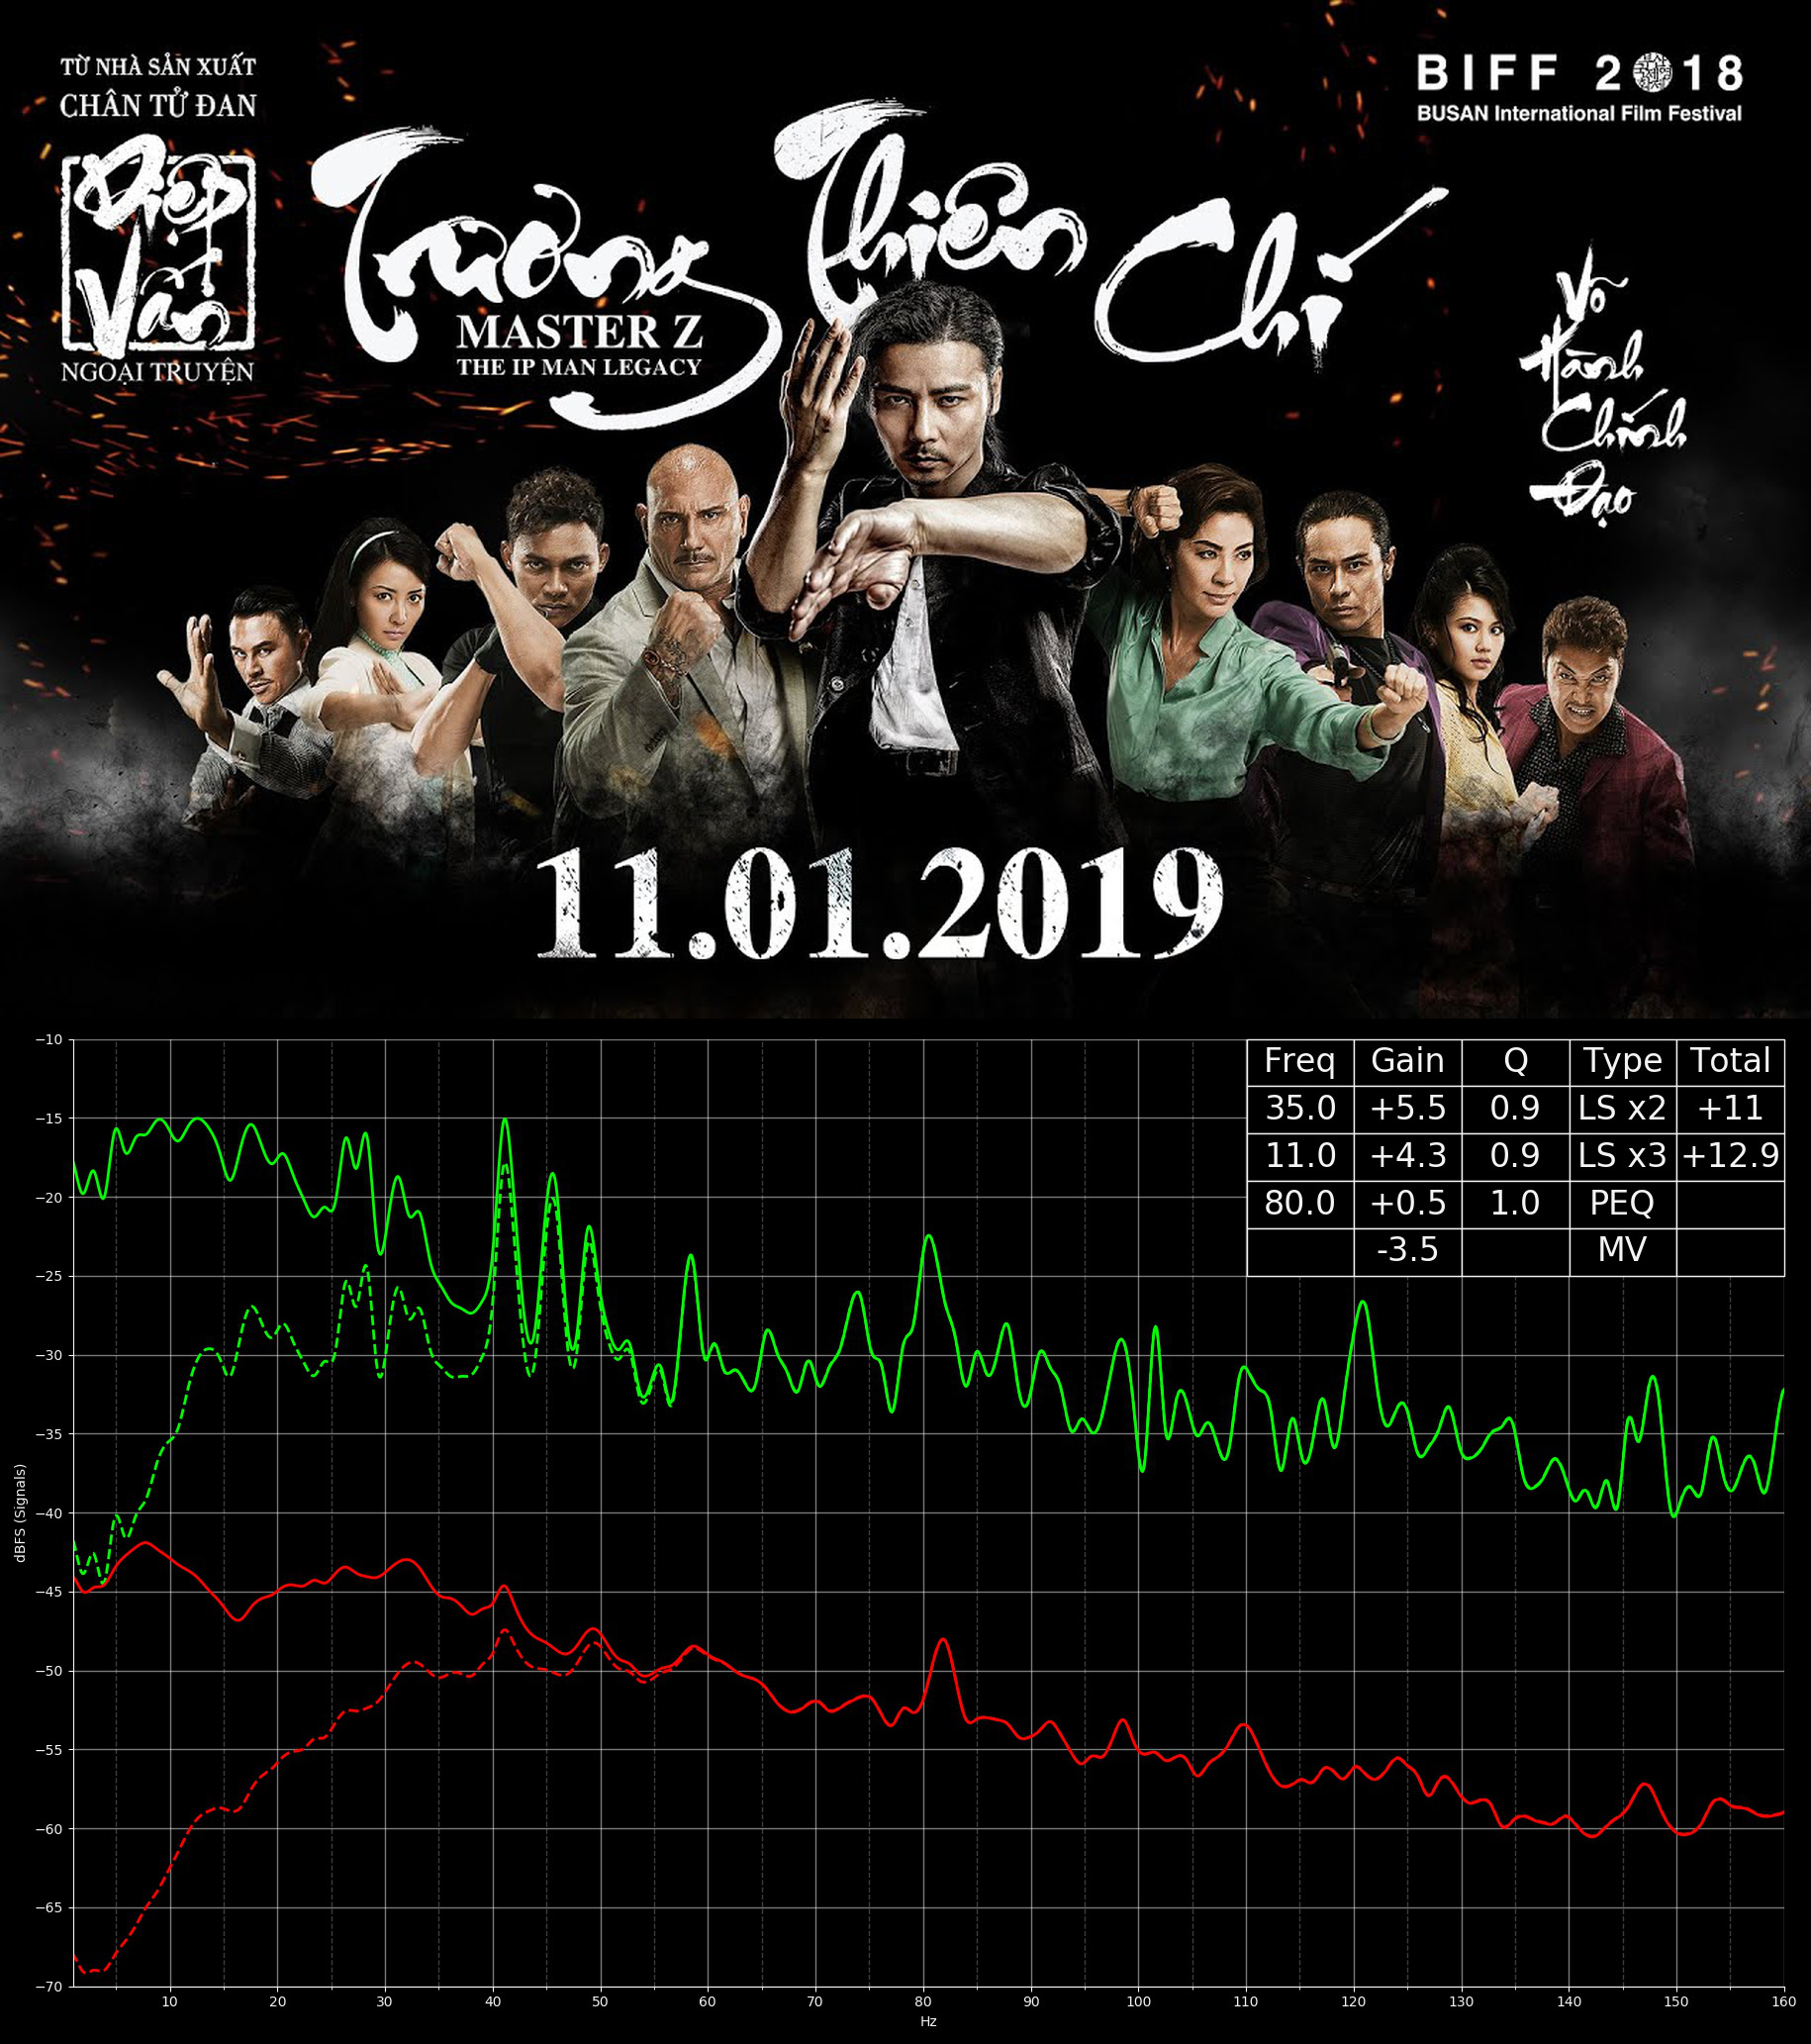 TỪ NHÀ SẢN XUẤT
CHÂN TỬ ĐAN
Diệp
Vấn
NGOẠI TRUYỆN
Trương Thiên Chí
MASTER Z
THE IP MAN LEGACY
BIFF 2018
BUSAN International Film Festival
Võ
Hành
Chính
Đạo
11.01.2019
Freq Gain Q Type Total
35.0 +5.5 0.9 LS x2 +11
11.0 +4.3 0.9 LS x3 +12.9
80.0 +0.5 1.0 PEQ
-3.5 MV
dBFS (Signals)
−10
−15
−20
−25
−30
−35
−40
−45
−50
−55
−60
−65
−70
10 20 30 40 50 60 70 80 90 100 110 120 130 140 150 160
Hz